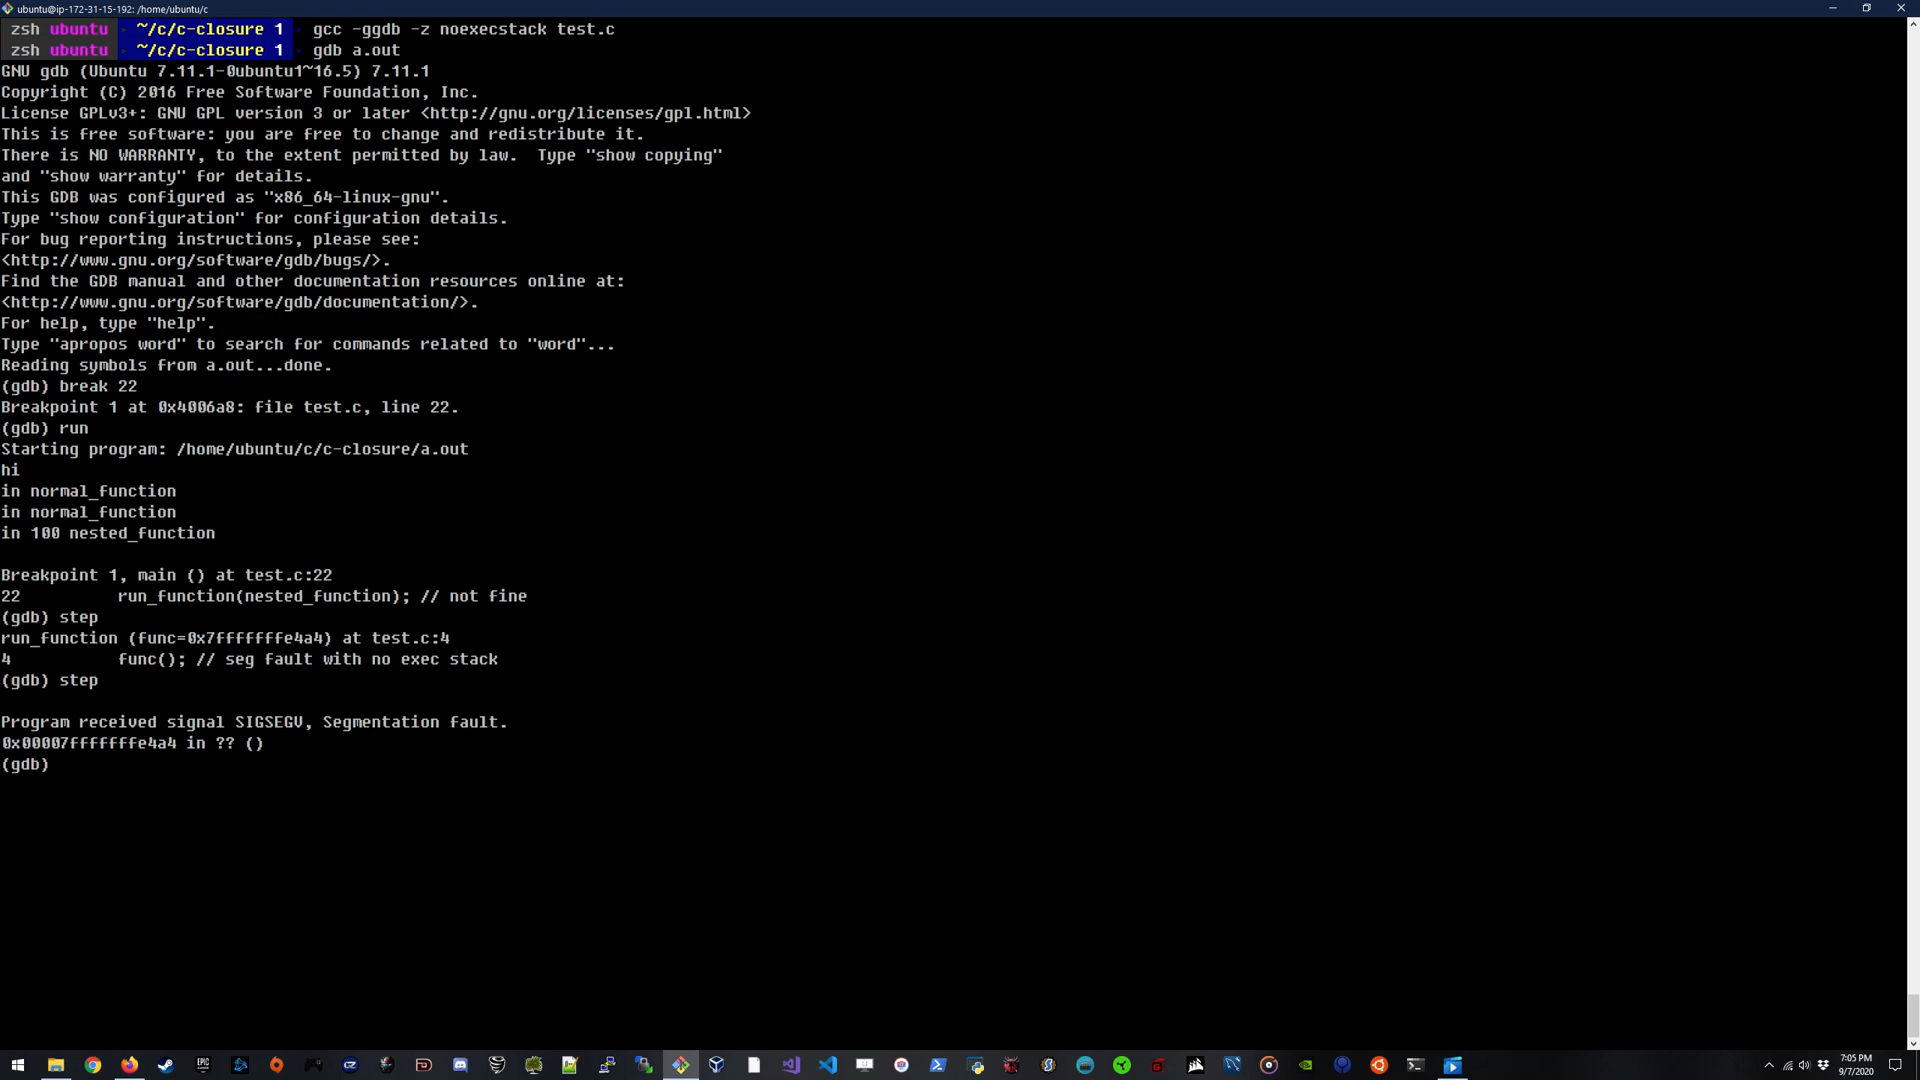 ubuntu@ip-172-31-15-192: /home/ubuntu/c
zsh ubuntu ~/c/c-closure 1 gcc -ggdb -z noexecstack test.c
zsh ubuntu ~/c/c-closure 1 gdb a.out
GNU gdb (Ubuntu 7.11.1-0ubuntu1~16.5) 7.11.1
Copyright (C) 2016 Free Software Foundation, Inc.
License GPLv3+: GNU GPL version 3 or later <http://gnu.org/licenses/gpl.html>
This is free software: you are free to change and redistribute it.
There is NO WARRANTY, to the extent permitted by law.  Type "show copying"
and "show warranty" for details.
This GDB was configured as "x86_64-linux-gnu".
Type "show configuration" for configuration details.
For bug reporting instructions, please see:
<http://www.gnu.org/software/gdb/bugs/>.
Find the GDB manual and other documentation resources online at:
<http://www.gnu.org/software/gdb/documentation/>.
For help, type "help".
Type "apropos word" to search for commands related to "word"...
Reading symbols from a.out...done.
(gdb) break 22
Breakpoint 1 at 0x4006a8: file test.c, line 22.
(gdb) run
Starting program: /home/ubuntu/c/c-closure/a.out
hi
in normal_function
in normal_function
in 100 nested_function
Breakpoint 1, main () at test.c:22
22 run_function(nested_function); // not fine
(gdb) step
run_function (func=0x7fffffffe4a4) at test.c:4
4 func(); // seg fault with no exec stack
(gdb) step
Program received signal SIGSEGV, Segmentation fault.
0x00007fffffffe4a4 in ?? ()
(gdb)
7:05 PM
9/7/2020